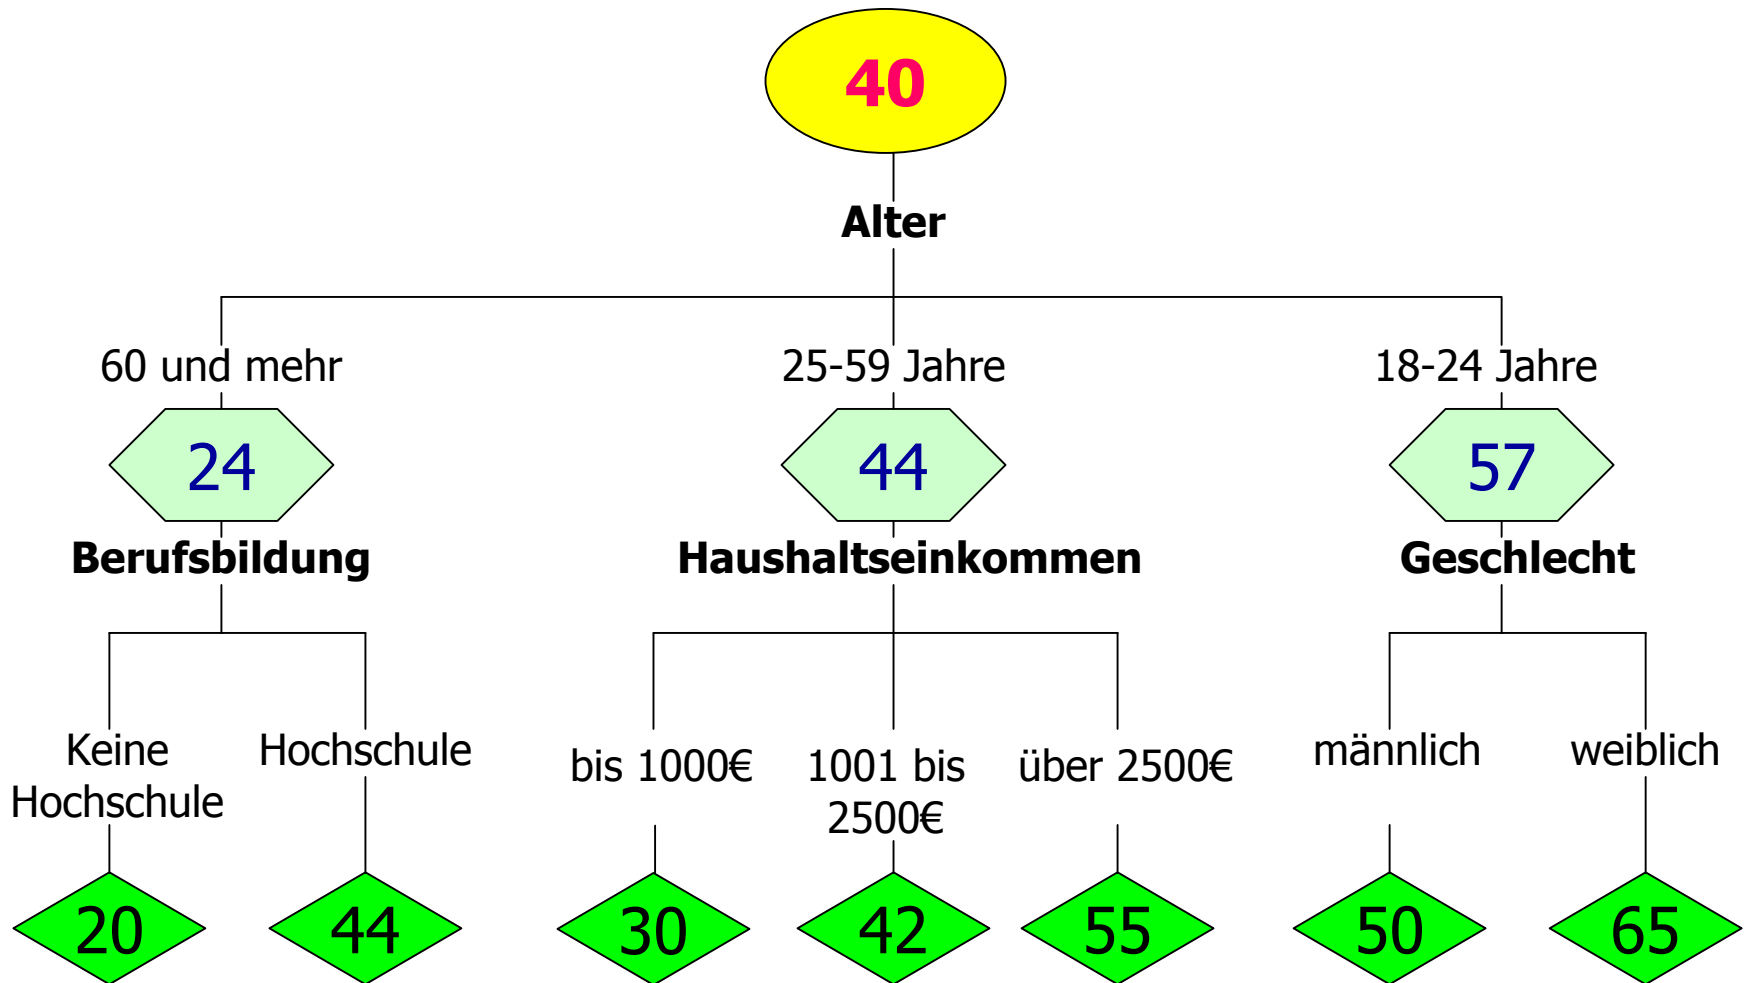 40
Alter
60 und mehr
25-59 Jahre
18-24 Jahre
24
44
57
Berufsbildung
Haushaltseinkommen
Geschlecht
Keine
Hochschule
Hochschule
bis 1000€
1001 bis
2500€
über 2500€
männlich
weiblich
20
44
30
42
55
50
65